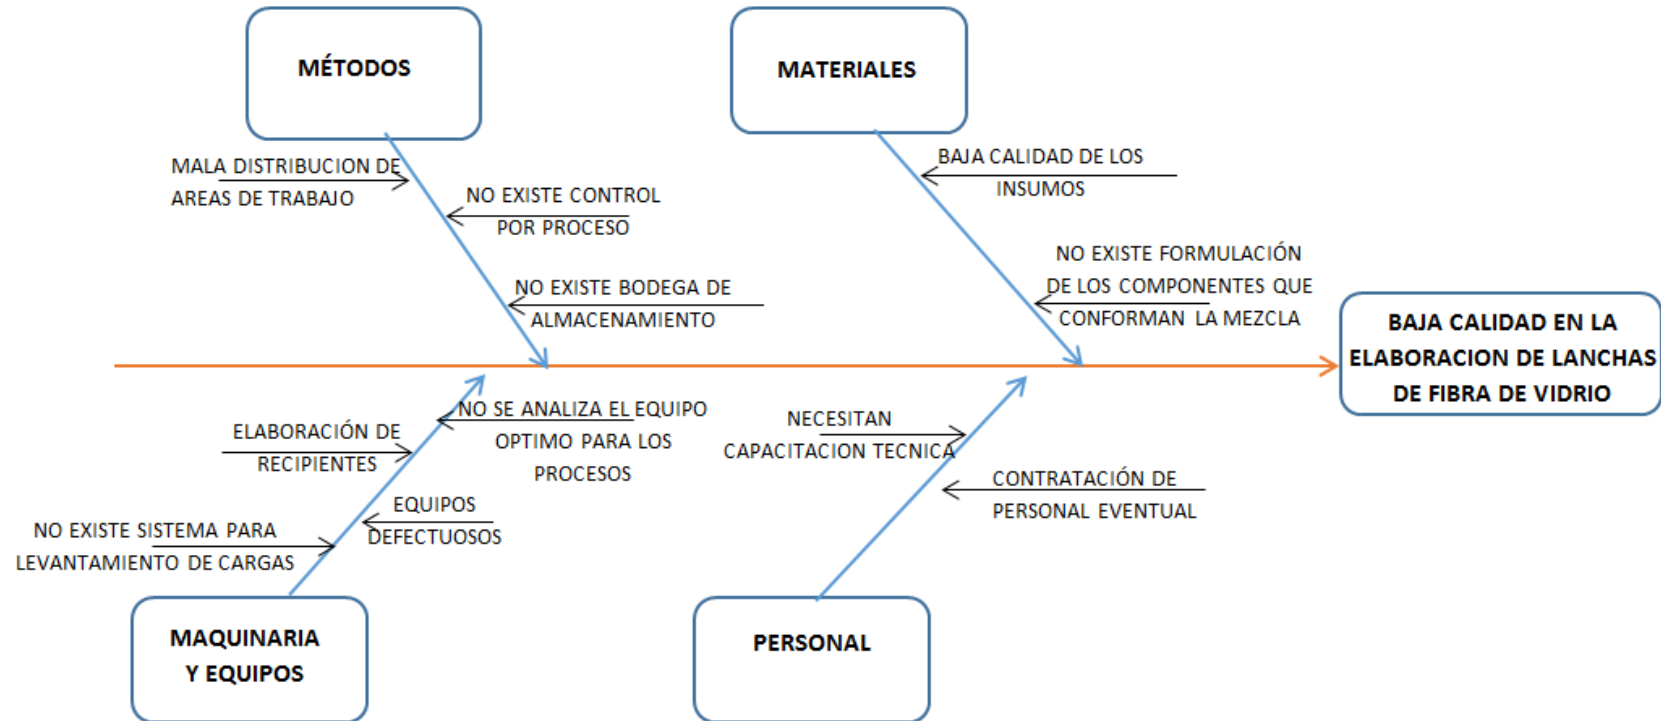 MÉTODOS
MATERIALES
MALA DISTRIBUCION DE
AREAS DE TRABAJO
NO EXISTE CONTROL
POR PROCESO
NO EXISTE BODEGA DE
ALMACENAMIENTO
BAJA CALIDAD DE LOS
INSUMOS
NO EXISTE FORMULACIÓN
DE LOS COMPONENTES QUE
CONFORMAN LA MEZCLA
BAJA CALIDAD EN LA
ELABORACION DE LANCHAS
DE FIBRA DE VIDRIO
NO SE ANALIZA EL EQUIPO
OPTIMO PARA LOS
PROCESOS
ELABORACIÓN DE
RECIPIENTES
EQUIPOS
DEFECTUOSOS
NO EXISTE SISTEMA PARA
LEVANTAMIENTO DE CARGAS
NECESITAN
CAPACITACION TECNICA
CONTRATACIÓN DE
PERSONAL EVENTUAL
MAQUINARIA
Y EQUIPOS
PERSONAL